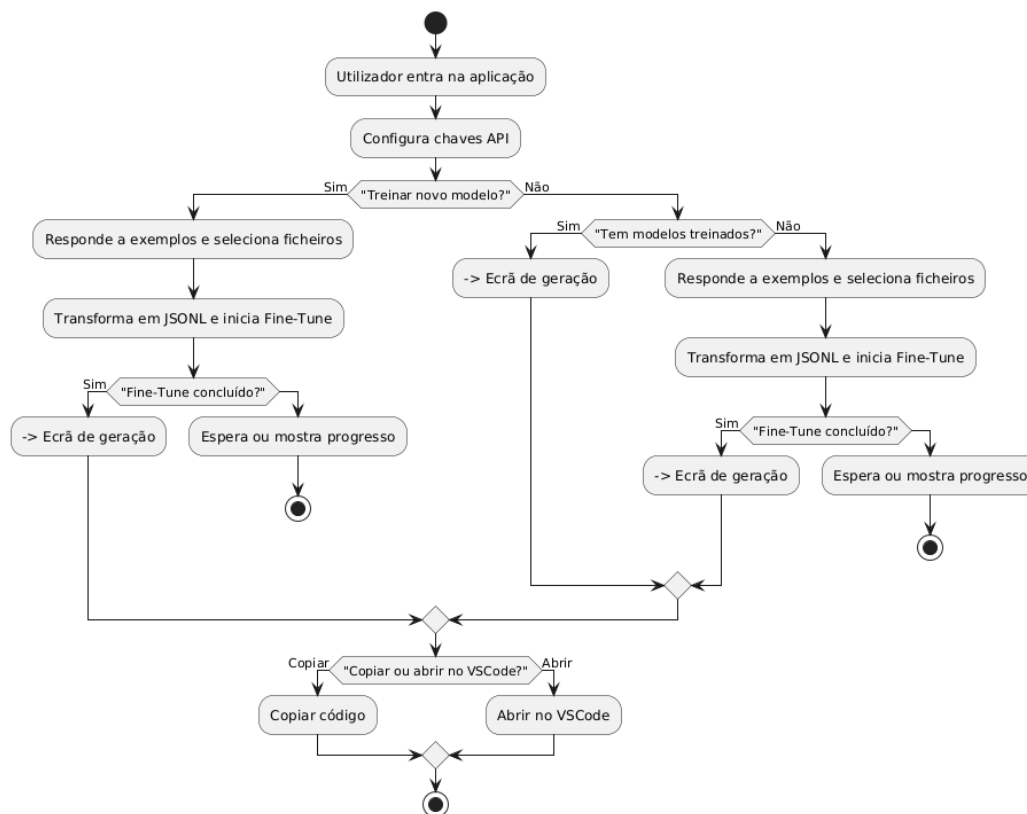 Utilizador entra na aplicação
Configura chaves API
Sim
"Treinar novo modelo?"
Não
Responde a exemplos e seleciona ficheiros
Transforma em JSONL e inicia Fine-Tune
Sim
"Fine-Tune concluído?"
-> Ecrã de geração
Espera ou mostra progresso
Sim
"Tem modelos treinados?"
Não
-> Ecrã de geração
Responde a exemplos e seleciona ficheiros
Transforma em JSONL e inicia Fine-Tune
Sim
"Fine-Tune concluído?"
-> Ecrã de geração
Espera ou mostra progresso
Copiar
"Copiar ou abrir no VSCode?"
Abrir
Copiar código
Abrir no VSCode